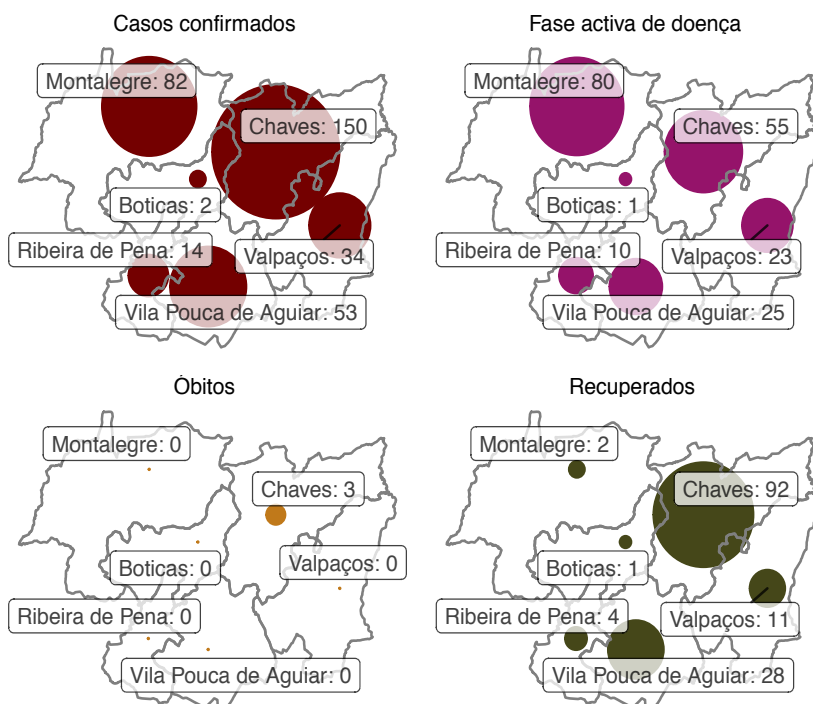 Casos confirmados
Montalegre: 82
Chaves: 150
Boticas: 2
Ribeira de Pena: 14
Valpaços: 34
Vila Pouca de Aguiar: 53
Fase activa de doença
Montalegre: 80
Chaves: 55
Boticas: 1
Ribeira de Pena: 10
Valpaços: 23
Vila Pouca de Aguiar: 25
Óbitos
Montalegre: 0
Chaves: 3
Boticas: 0
Valpaços: 0
Ribeira de Pena: 0
Vila Pouca de Aguiar: 0
Recuperados
Montalegre: 2
Chaves: 92
Boticas: 1
Ribeira de Pena: 4
Valpaços: 11
Vila Pouca de Aguiar: 28